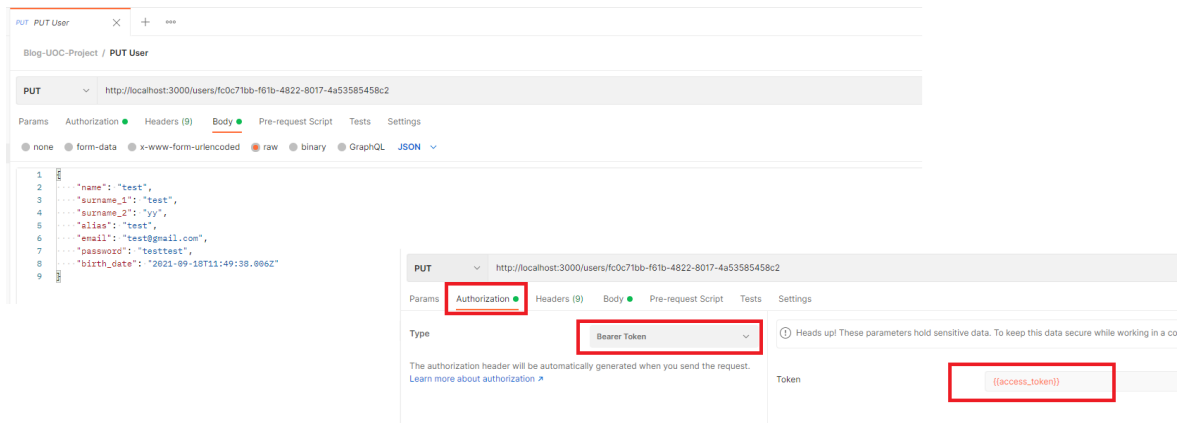 PUT PUT User
Blog-UOC-Project / PUT User
PUT http://localhost:3000/users/fc0c71bb-f61b-4822-8017-4a53585458c2
Params Authorization Headers (9) Body Pre-request Script Tests Settings
none form-data x-www-form-urlencoded raw binary GraphQL JSON
1 {
2 "name": "test",
3 "surname_1": "test",
4 "surname_2": "yy",
5 "alias": "test",
6 "email": "test@gmail.com",
7 "password": "testtest",
8 "birth_date": "2021-09-18T11:49:38.006Z"
9 }
PUT http://localhost:3000/users/fc0c71bb-f61b-4822-8017-4a53585458c2
Params Authorization Headers (9) Body Pre-request Script Tests Settings
Type Bearer Token
The authorization header will be automatically generated when you send the request.
Learn more about authorization ↗
Heads up! These parameters hold sensitive data. To keep this data secure while working in a co
Token {{access_token}}